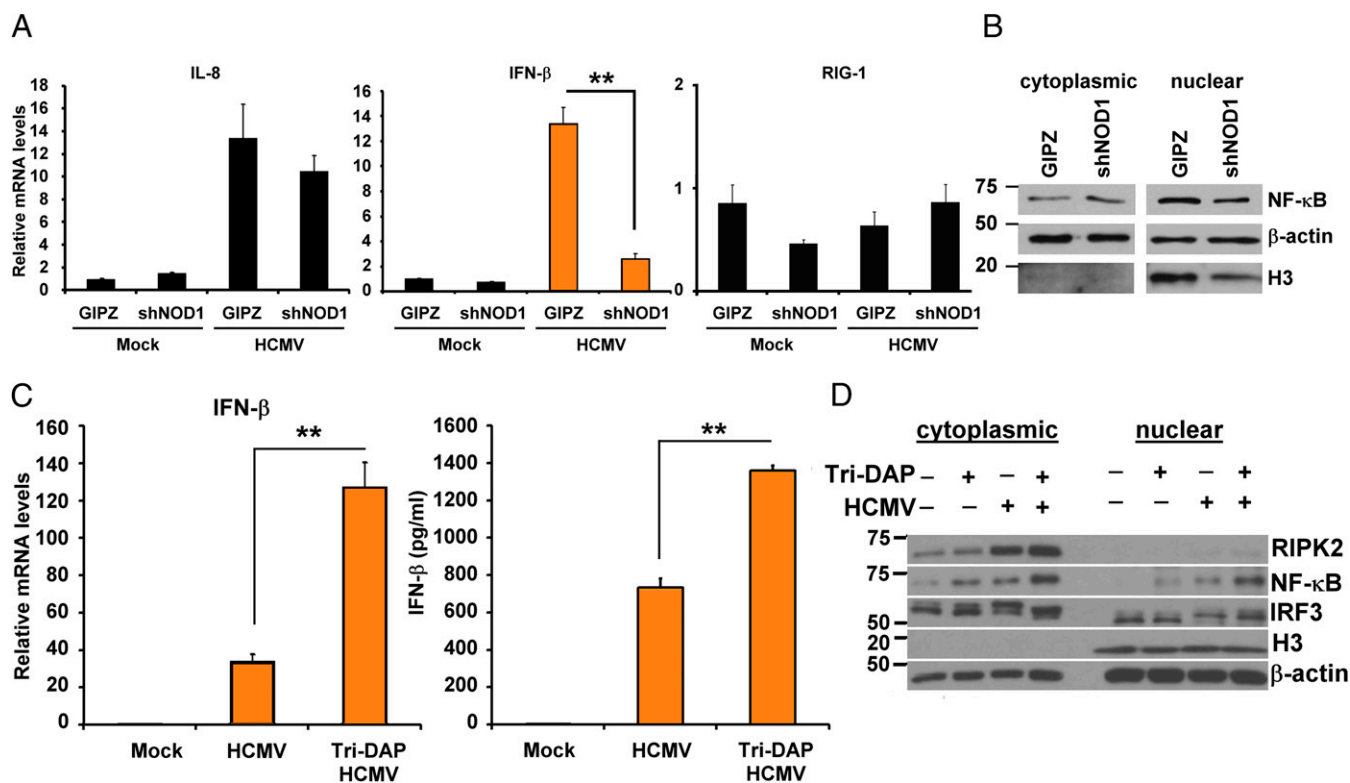 A
IL-8
Relative mRNA levels
18
16
14
12
10
8
6
4
2
0
GIPZ shNOD1 GIPZ shNOD1
Mock HCMV
IFN-β
**
16
14
12
10
8
6
4
2
0
GIPZ shNOD1 GIPZ shNOD1
Mock HCMV
RIG-1
2
1
0
GIPZ shNOD1 GIPZ shNOD1
Mock HCMV
B
cytoplasmic nuclear
GIPZ shNOD1 GIPZ shNOD1
75 NF-κB
50 β-actin
20 H3
C
IFN-β
**
Relative mRNA levels
160
140
120
100
80
60
40
20
0
Mock HCMV Tri-DAP
HCMV
**
IFN-β (pg/ml)
1600
1400
1200
1000
800
600
400
200
0
Mock HCMV Tri-DAP
HCMV
D
cytoplasmic nuclear
Tri-DAP – + – + – + – +
HCMV – – + + – – + +
75 RIPK2
75 NF-κB
50 IRF3
20 H3
50 β-actin